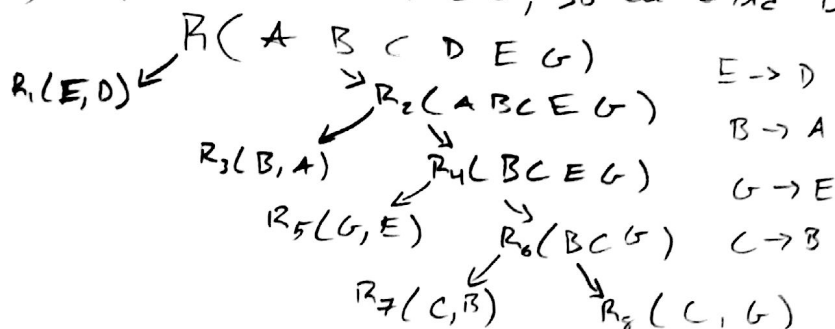 R( A B C D E G)
R₁(E,D)
E -> D
R₂( A B C E G )
B -> A
R₃(B,A)
R₄( B C E G )
G -> E
R₅(G,E)
R₆( B C G )
C -> B
R₇(C,B)
R₈( C, G )